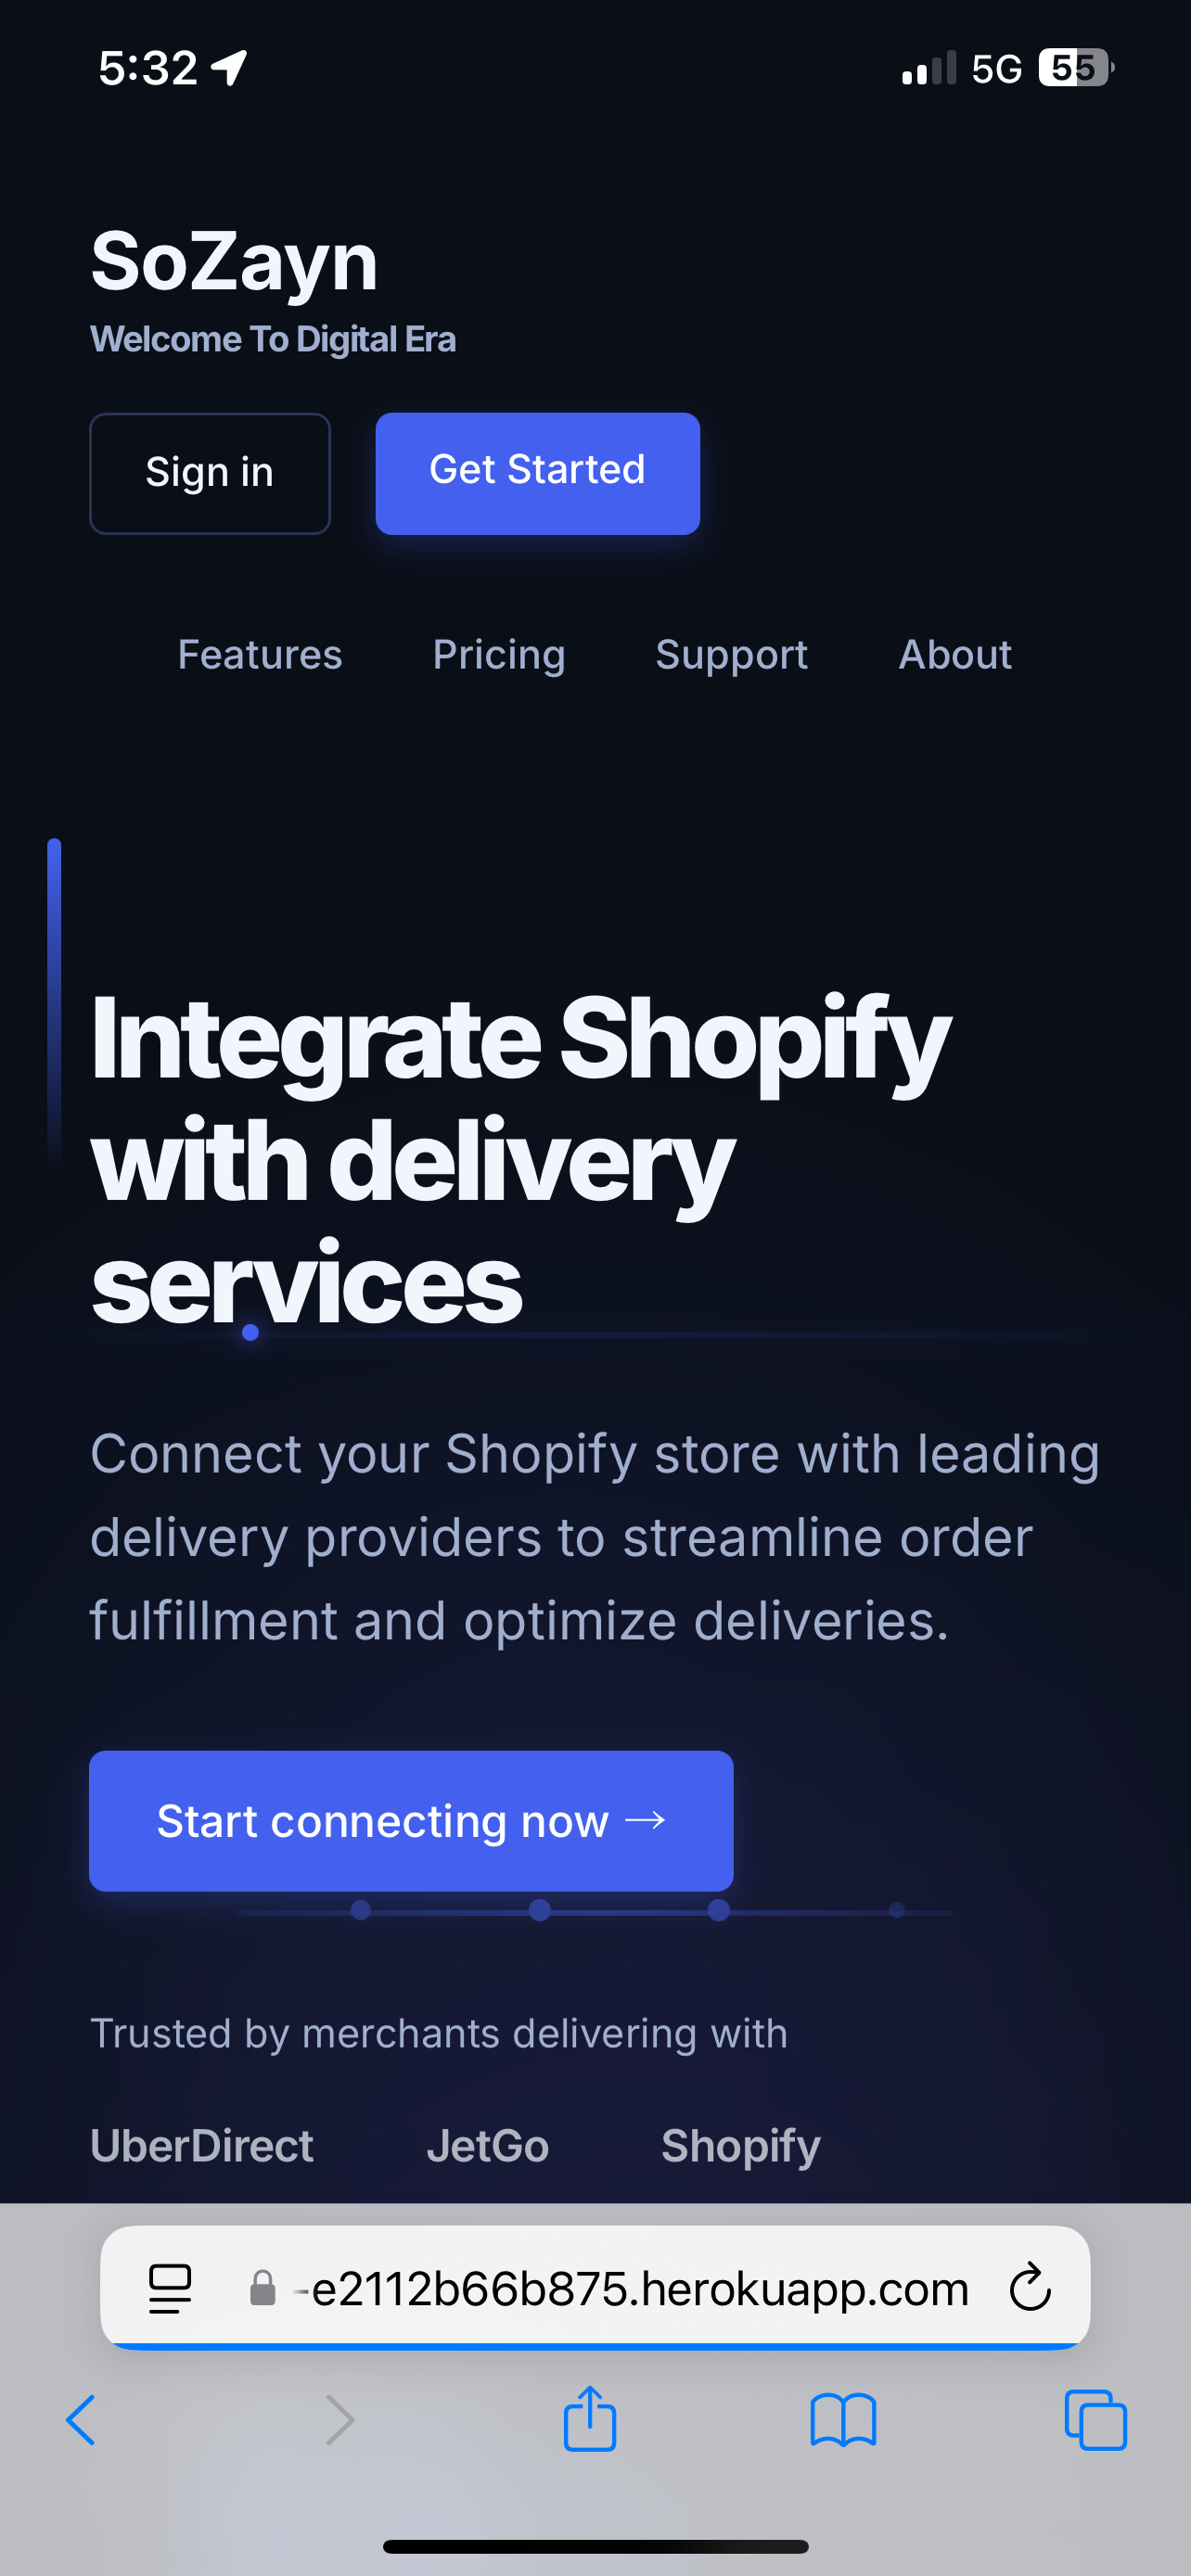 5:32 5G 55
SoZayn
Welcome To Digital Era
Sign in Get Started
Features Pricing Support About
Integrate Shopify
with delivery
services
Connect your Shopify store with leading
delivery providers to streamline order
fulfillment and optimize deliveries.
Start connecting now →
Trusted by merchants delivering with
UberDirect JetGo Shopify
-e2112b66b875.herokuapp.com